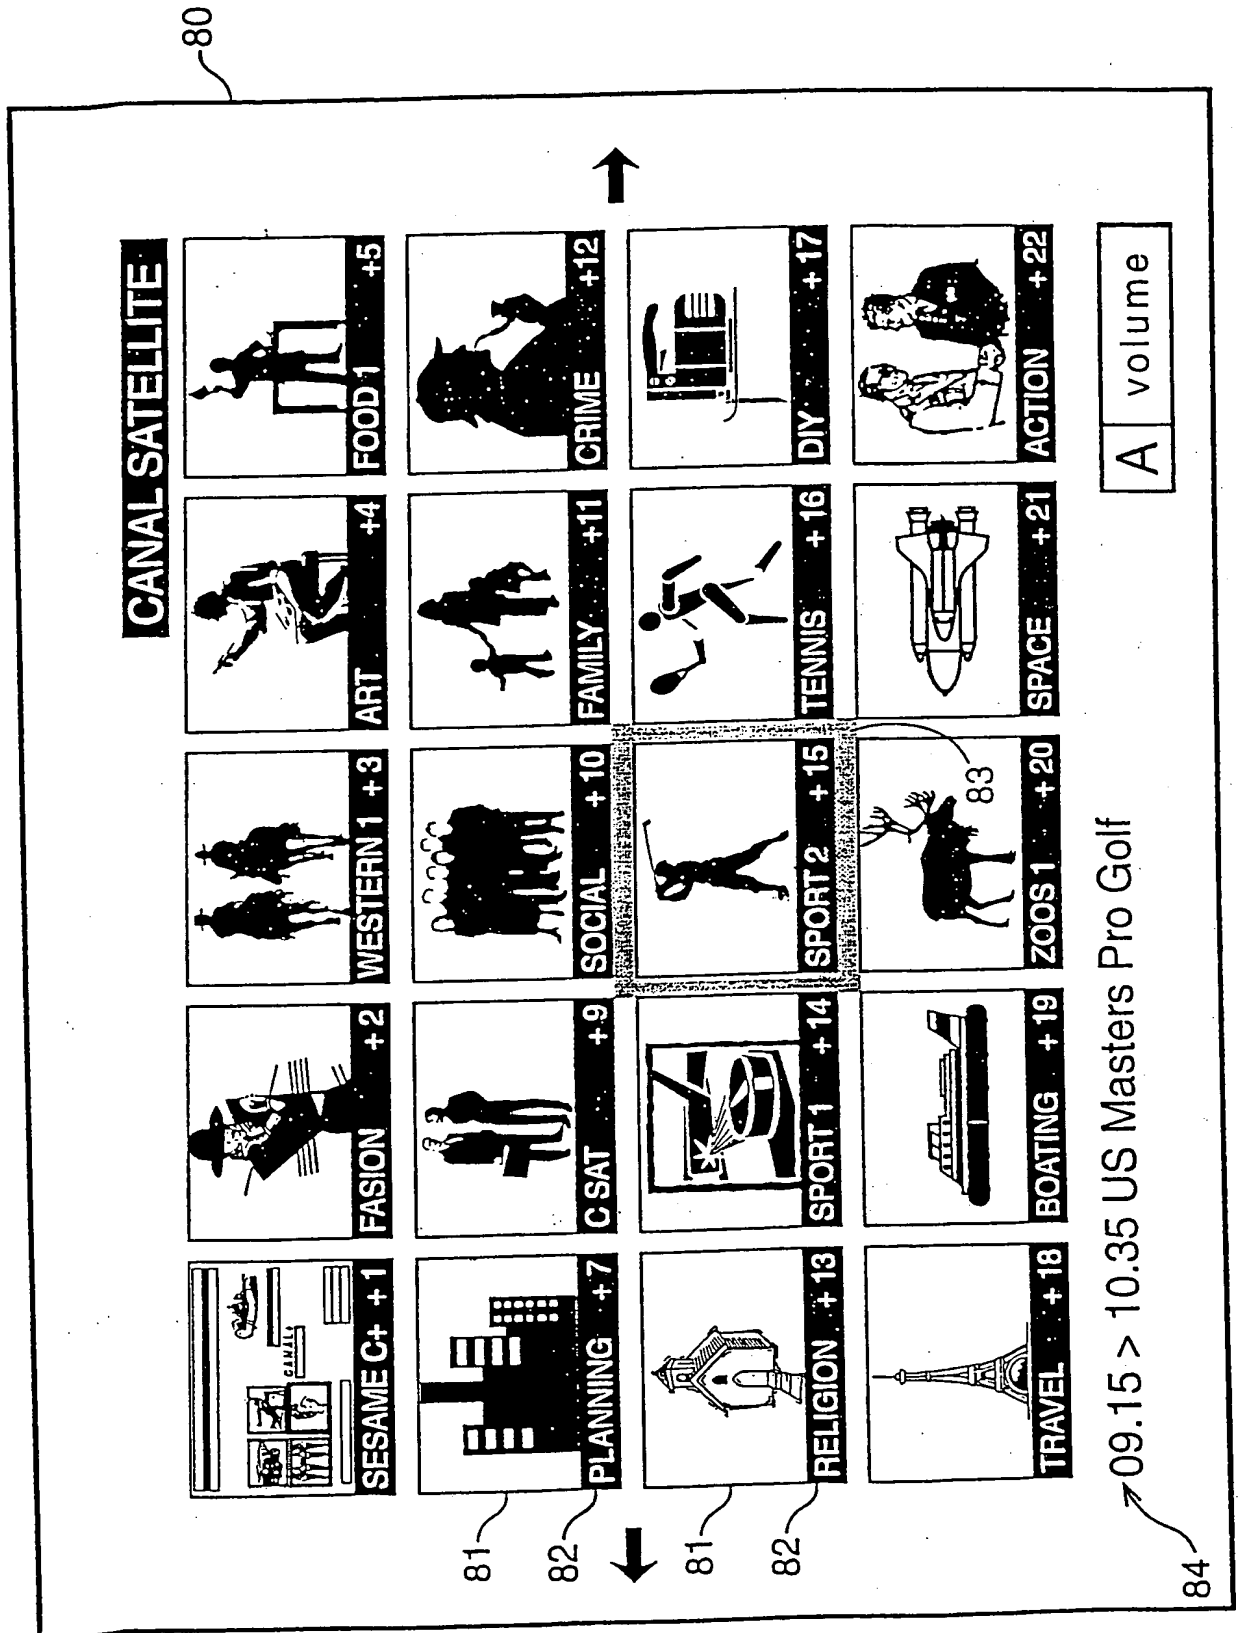 80
CANAL SATELLITE
SESAME C+ +1
FASION +2
WESTERN 1 +3
ART +4
FOOD 1 +5
CANAL+
81
82
PLANNING +7
C SAT +9
SOCIAL +10
FAMILY +11
CRIME +12
81
82
RELIGION +13
SPORT 1 +14
SPORT 2 +15
TENNIS +16
DIY +17
83
TRAVEL +18
BOATING +19
ZOOS 1 +20
SPACE +21
ACTION +22
84
09.15 > 10.35 US Masters Pro Golf
A volume